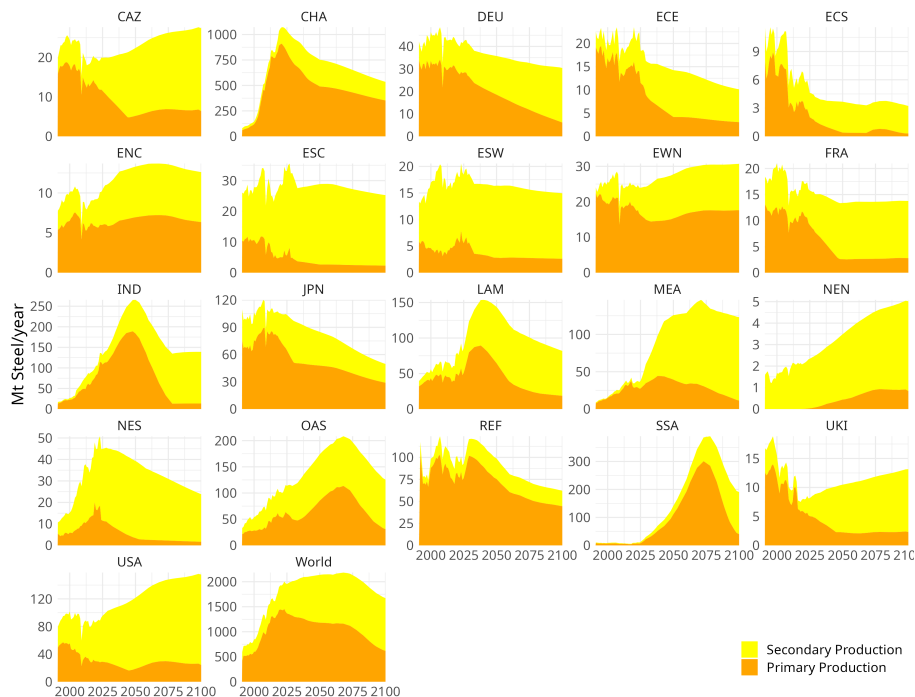 CAZ CHA DEU ECE ECS
20 10 0
1000 750 500 250 0
40 30 20 10 0
20 15 10 5 0
9 6 3 0
ENC ESC ESW EWN FRA
10 5 0
30 20 10 0
20 15 10 5 0
30 20 10 0
20 15 10 5 0
IND JPN LAM MEA NEN
250 200 150 100 50 0
120 90 60 30 0
150 100 50 0
100 50 0
5 4 3 2 1 0
Mt Steel/year
NES OAS REF SSA UKI
50 40 30 20 10 0
200 150 100 50 0
100 75 50 25 0
300 200 100 0
15 10 5 0
2000 2025 2050 2075 2100
2000 2025 2050 2075 2100
2000 2025 2050 2075 210
USA World
120 80 40 0
2000 1500 1000 500 0
2000 2025 2050 2075 2100
2000 2025 2050 2075 2100
Secondary Production
Primary Production